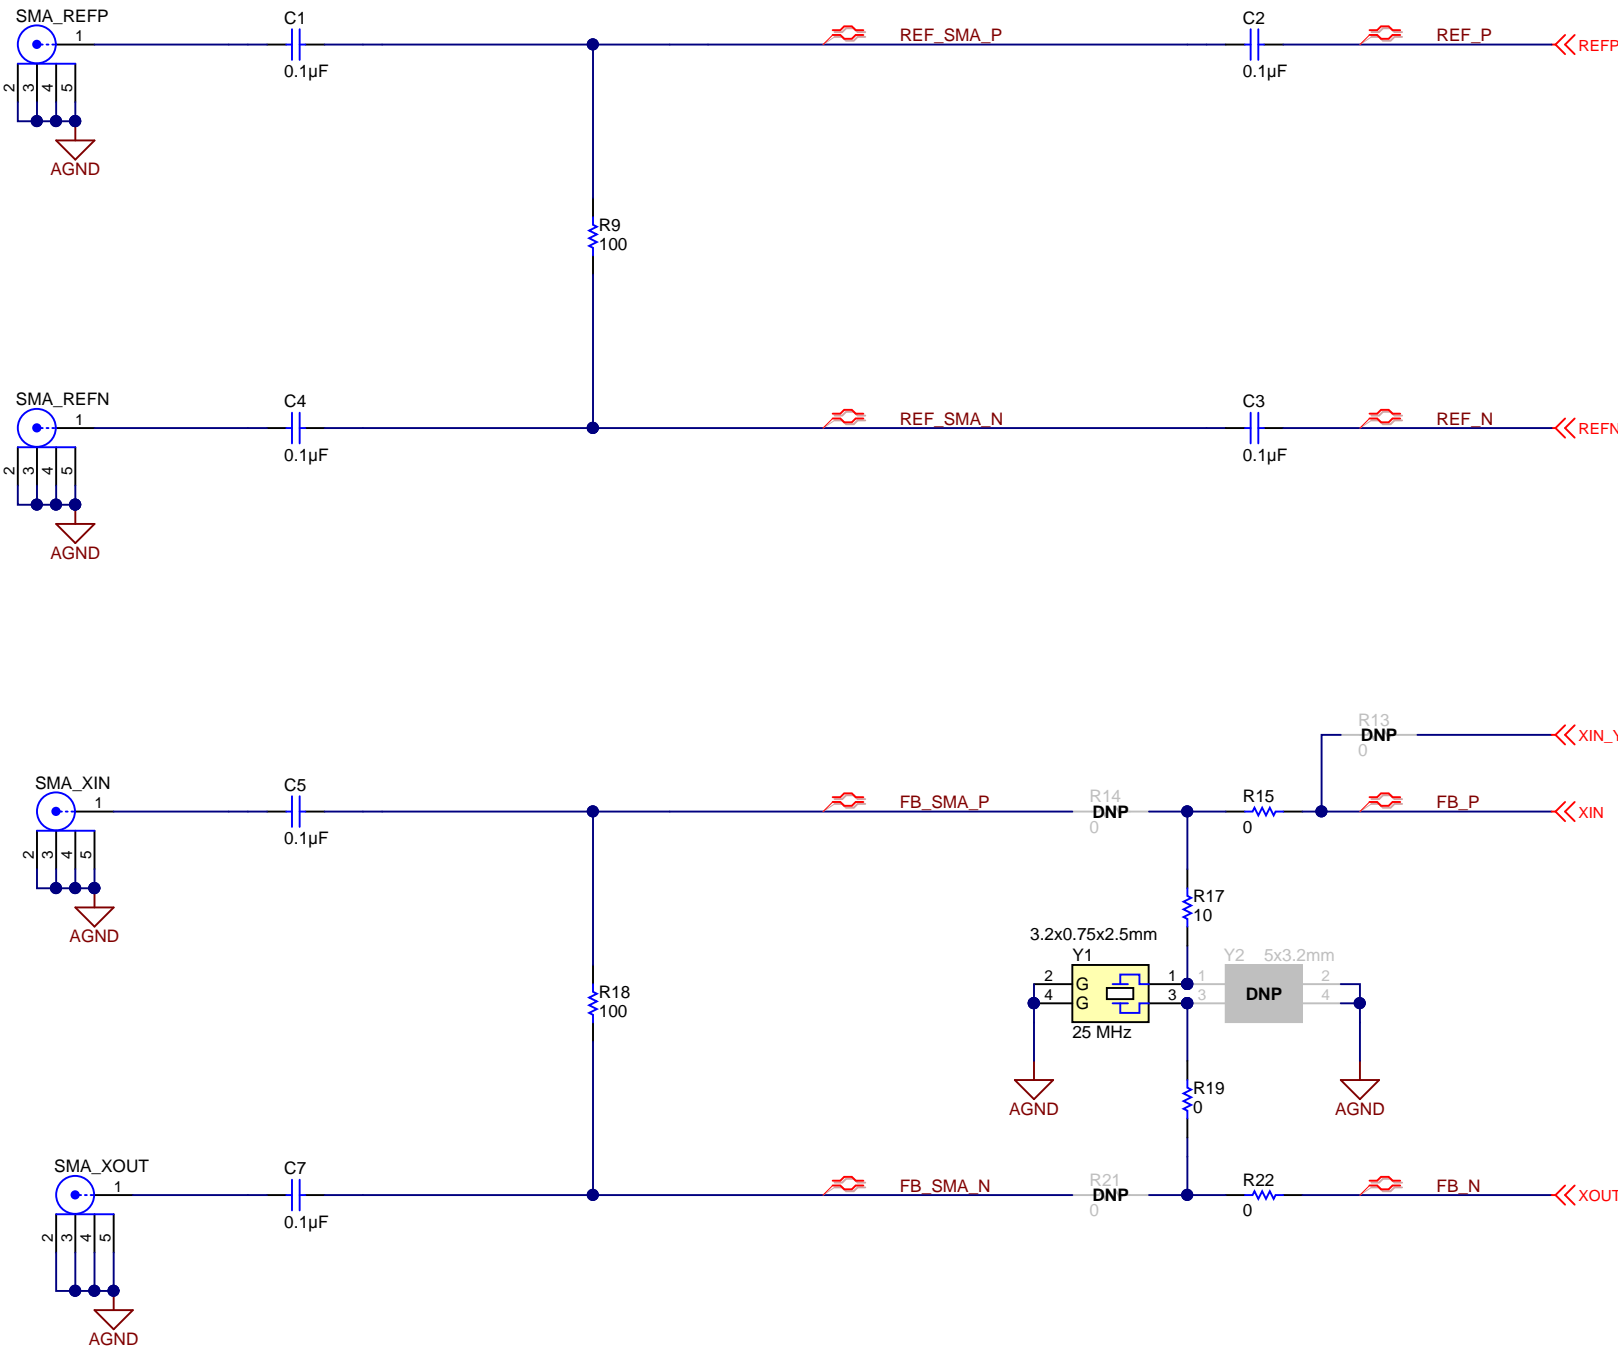 SMA_REFP
1
2
3
4
5
AGND
C1
0.1µF
REF_SMA_P
C2
0.1µF
REF_P
REFP
R9
100
SMA_REFN
1
2
3
4
5
AGND
C4
0.1µF
REF_SMA_N
C3
0.1µF
REF_N
REFN
R13
DNP
0
XIN_Y
SMA_XIN
1
2
3
4
5
AGND
C5
0.1µF
FB_SMA_P
R14
DNP
0
R15
0
FB_P
XIN
R17
10
3.2x0.75x2.5mm
Y1
2
4
G
G
1
3
25 MHz
AGND
Y2 5x3.2mm
1
3
DNP
2
4
AGND
R18
100
R19
0
SMA_XOUT
1
2
3
4
5
AGND
C7
0.1µF
FB_SMA_N
R21
DNP
0
R22
0
FB_N
XOUT